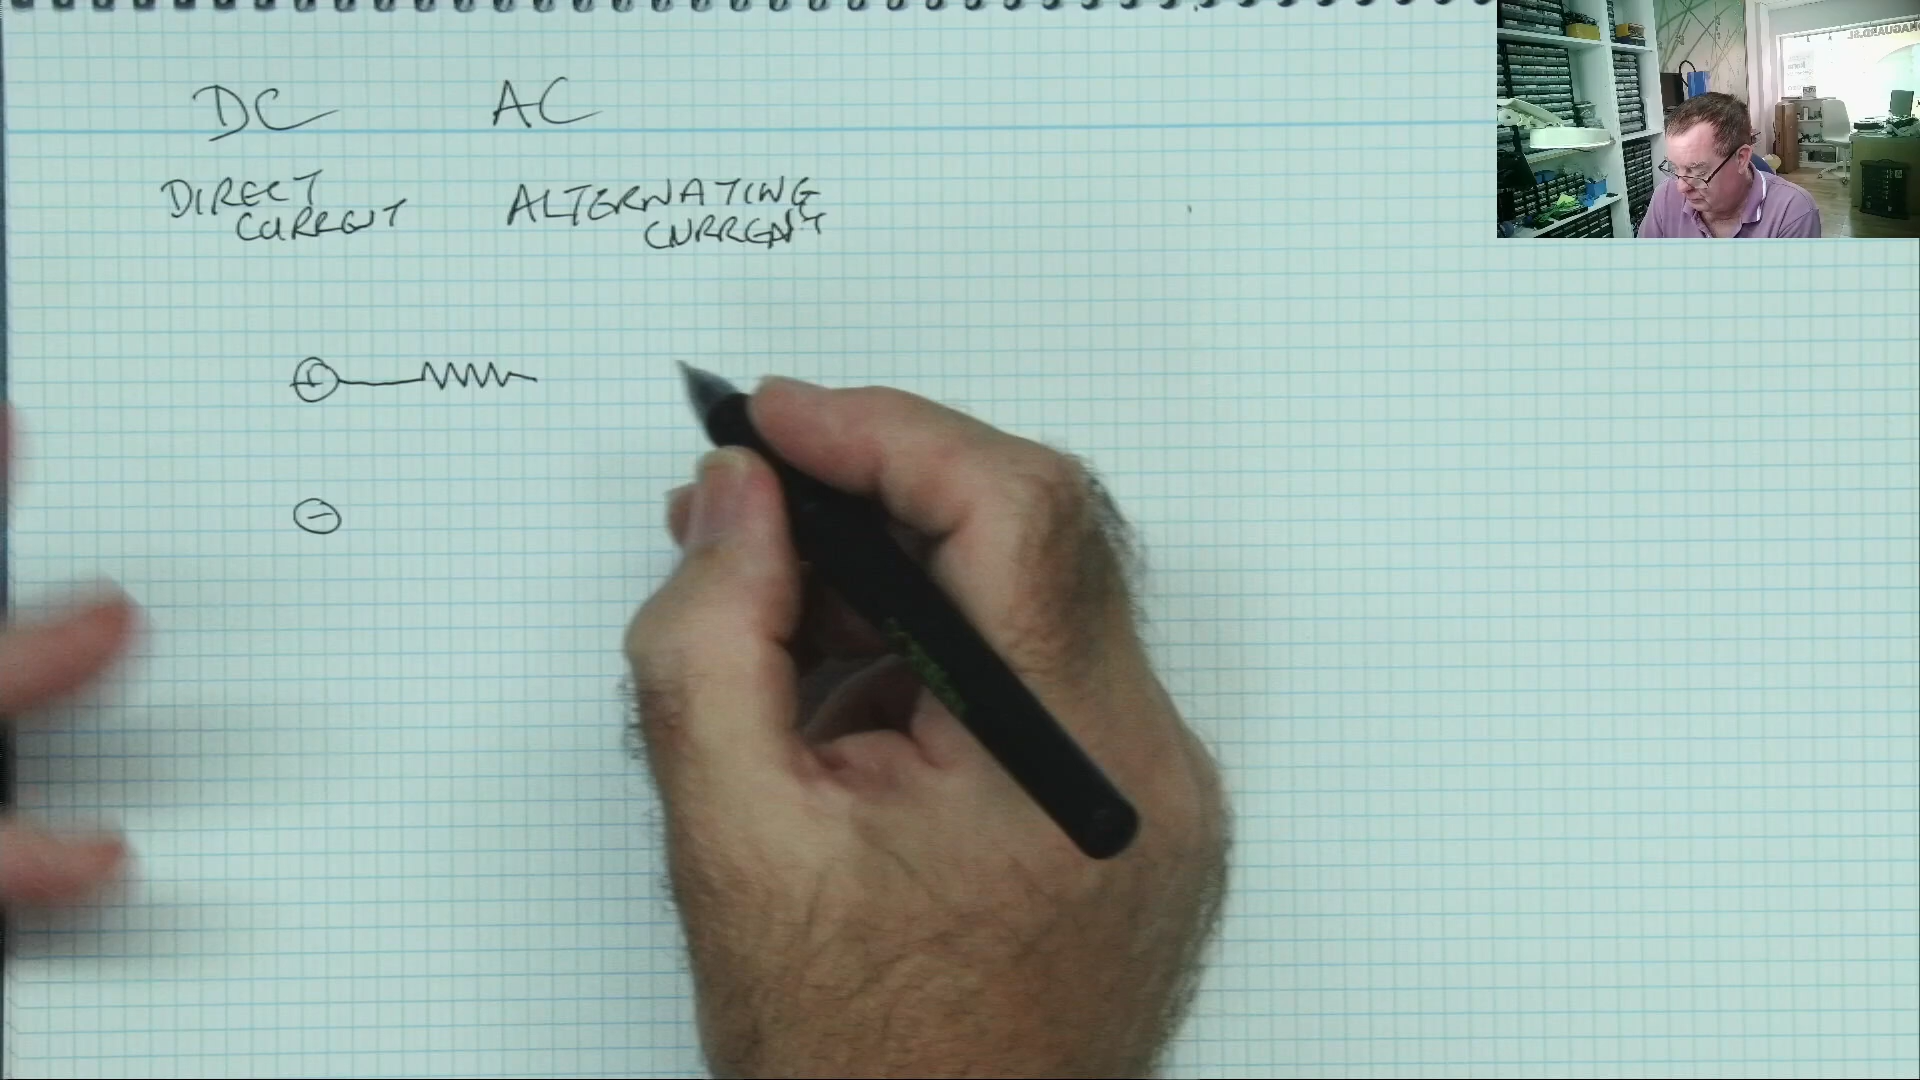 DC AC
DIRECT
CURRENT
ALTERNATING
CURRENT
+
-